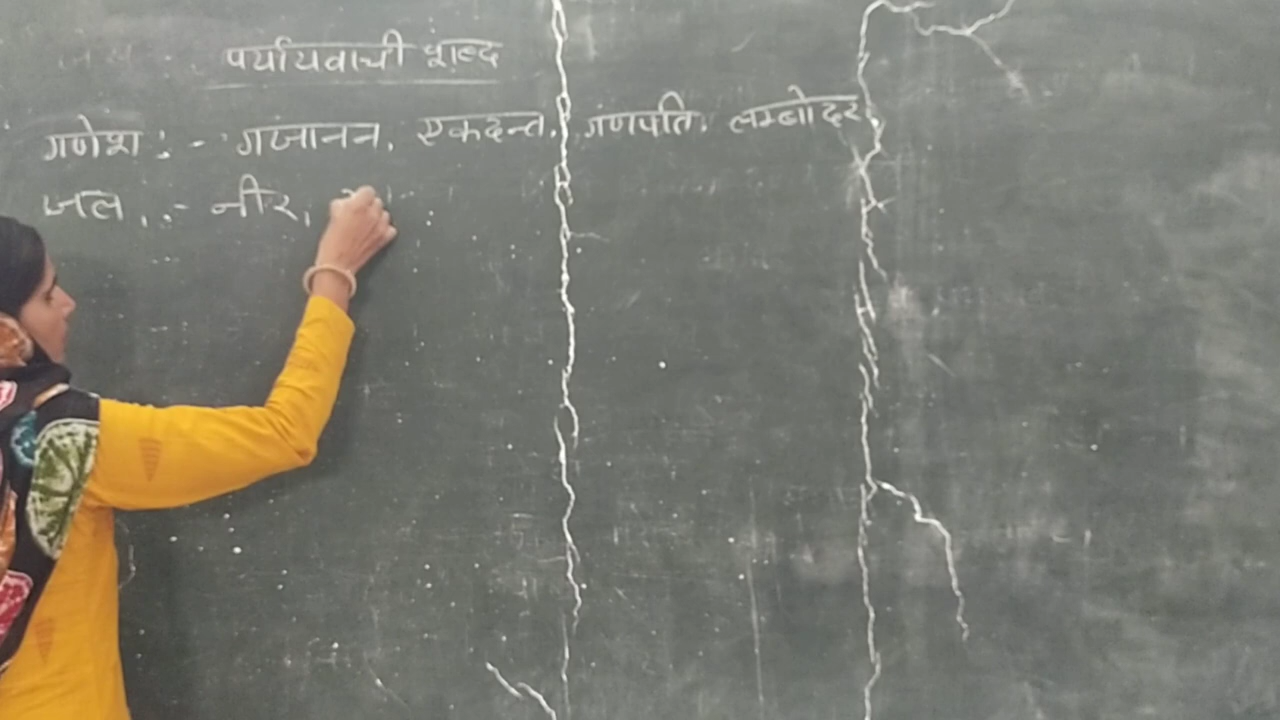 पर्यायवाची शब्द
गणेश :- गजानन, एकदन्त, गणपति, लम्बोदर
जल :- नीर,